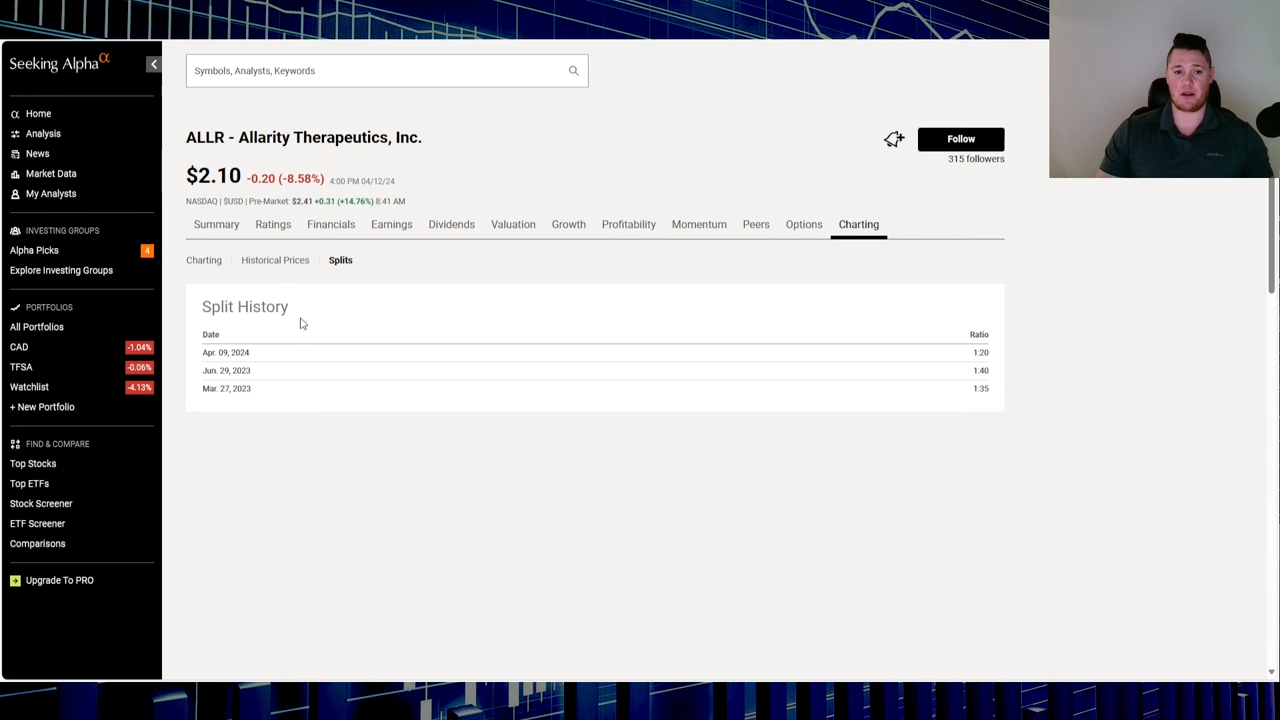 Seeking Alpha α
Home
Analysis
News
Market Data
My Analysts
INVESTING GROUPS
Alpha Picks 4
Explore Investing Groups
PORTFOLIOS
All Portfolios
CAD -1.04%
TFSA -0.06%
Watchlist -4.13%
+ New Portfolio
FIND & COMPARE
Top Stocks
Top ETFs
Stock Screener
ETF Screener
Comparisons
Upgrade To PRO
Symbols, Analysts, Keywords
ALLR - Allarity Therapeutics, Inc.
Follow
315 followers
$2.10 -0.20 (-8.58%) 4:00 PM 04/12/24
NASDAQ | $USD | Pre-Market: $2.41 +0.31 (+14.76%) 8:41 AM
Summary Ratings Financials Earnings Dividends Valuation Growth Profitability Momentum Peers Options Charting
Charting Historical Prices Splits
Split History
Date Ratio
Apr. 09, 2024 1:20
Jun. 29, 2023 1:40
Mar. 27, 2023 1:35